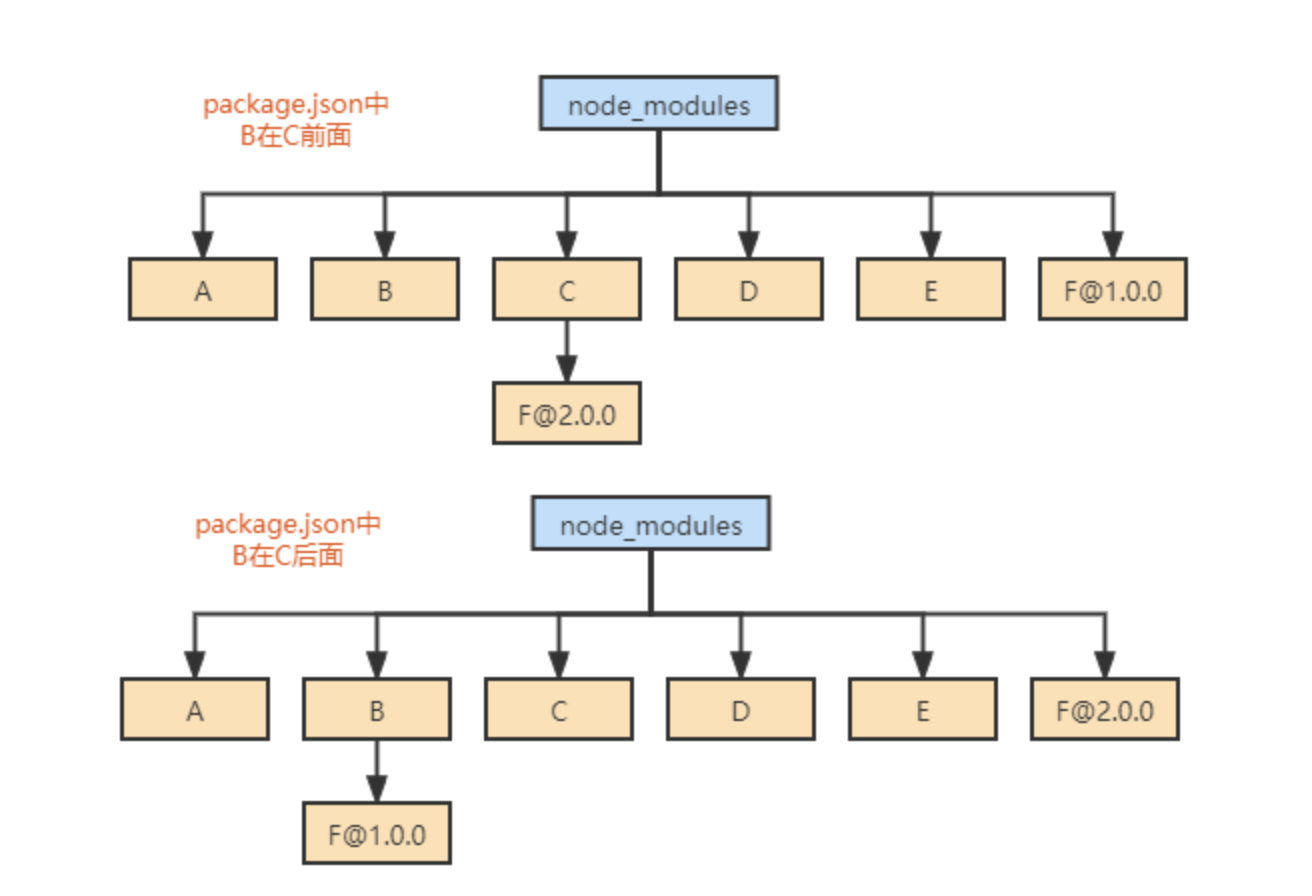 package.json中
B在C前面
node_modules
A
B
C
D
E
F@1.0.0
F@2.0.0
package.json中
B在C后面
node_modules
A
B
C
D
E
F@2.0.0
F@1.0.0